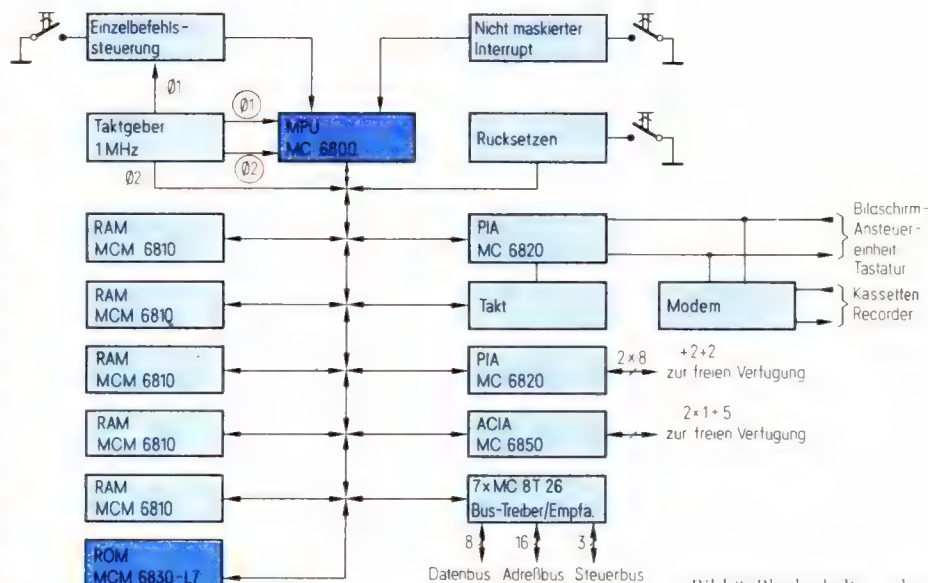 Einzelbefehls-
steuerung
Nicht maskierter
Interrupt
Ø1
Taktgeber
1 MHz
Ø1
Ø2
MPU
MC 6800
Rucksetzen
Ø2
RAM
MCM 6810
PIA
MC 6820
Bildschirm-
Ansteuer-
einheit
Tastatur
RAM
MCM 6810
Takt
Modem
Kassetten
Recorder
RAM
MCM 6810
PIA
MC 6820
2×8
+2+2
zur freien Verfugung
RAM
MCM 6810
ACIA
MC 6850
2×1+5
zur freien Verfugung
RAM
MCM 6810
7×MC 8T 26
Bus-Treiber/Empfa.
8
16
3
ROM
MCM 6830-L7
Datenbus Adreßbus Steuerbus